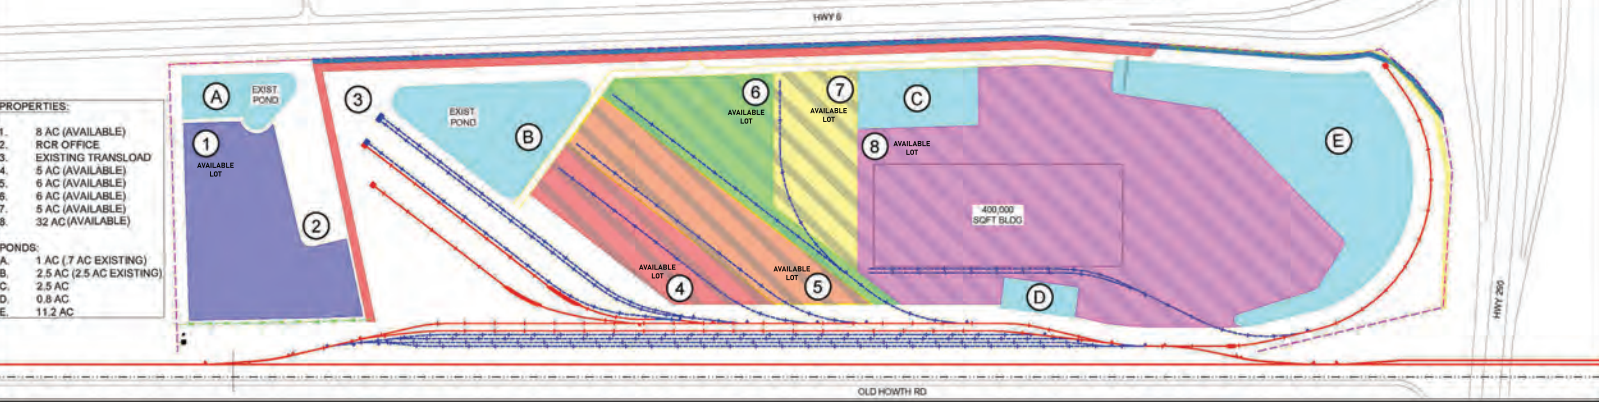 HWY 6
PROPERTIES:
1. 8 AC (AVAILABLE)
2. RCR OFFICE
3. EXISTING TRANSLOAD
4. 5 AC (AVAILABLE)
5. 6 AC (AVAILABLE)
6. 6 AC (AVAILABLE)
7. 5 AC (AVAILABLE)
8. 32 AC (AVAILABLE)
PONDS:
A. 1 AC (.7 AC EXISTING)
B. 2.5 AC (2.5 AC EXISTING)
C. 2.5 AC
D. 0.8 AC
E. 11.2 AC
A
EXIST.
POND
1
AVAILABLE
LOT
2
3
EXIST.
POND
B
6
AVAILABLE
LOT
7
AVAILABLE
LOT
C
8
AVAILABLE
LOT
E
400,000
SQFT BLDG
AVAILABLE
LOT
4
AVAILABLE
LOT
5
D
HWY 290
OLD HOWTH RD